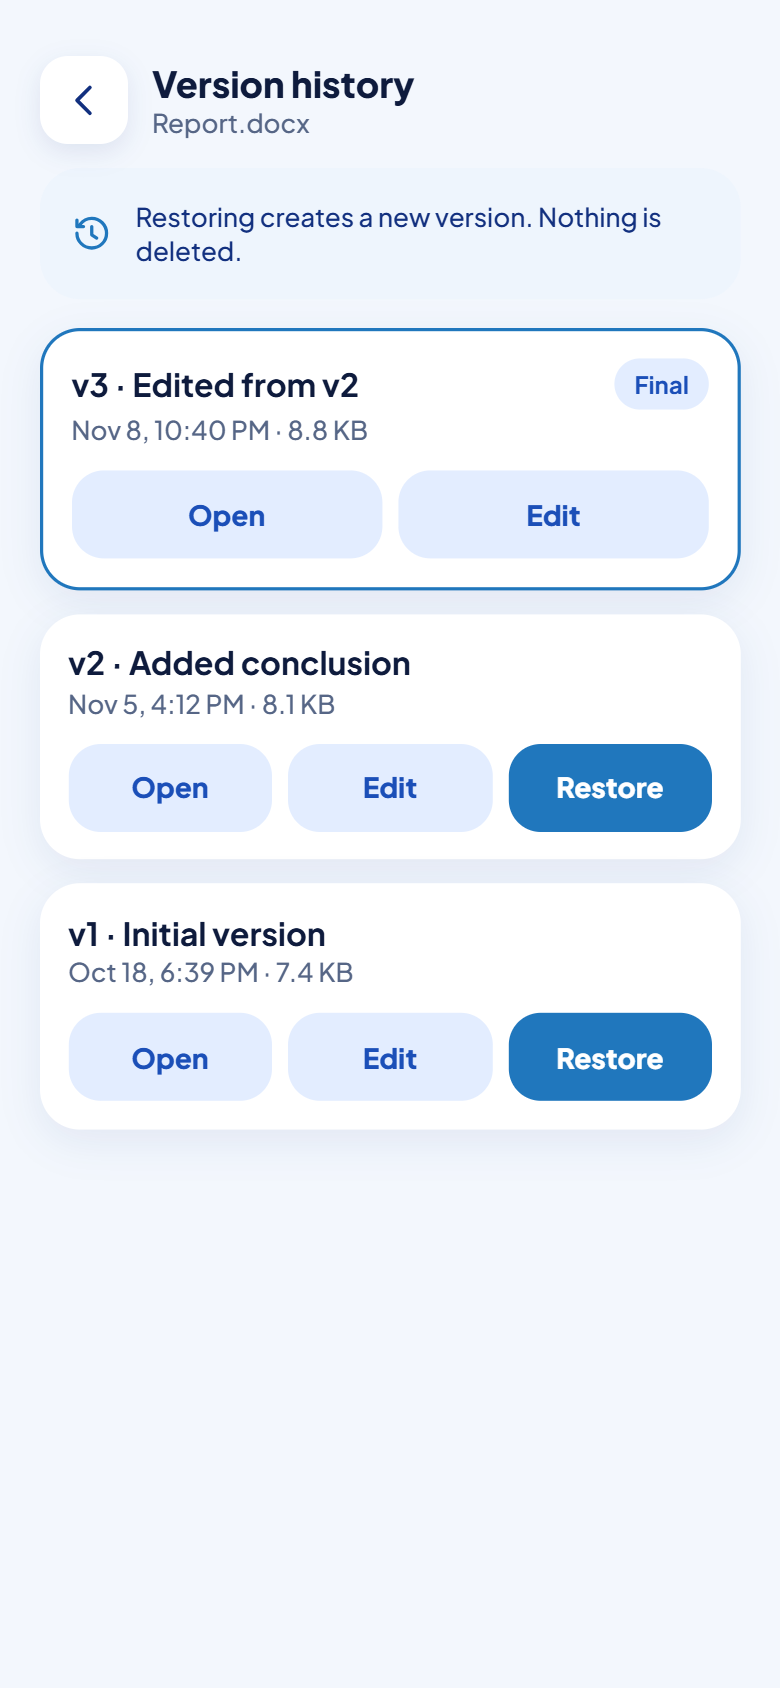 Version history
Report.docx
Restoring creates a new version. Nothing is
deleted.
v3 · Edited from v2
Final
Nov 8, 10:40 PM · 8.8 KB
Open
Edit
v2 · Added conclusion
Nov 5, 4:12 PM · 8.1 KB
Open
Edit
Restore
v1 · Initial version
Oct 18, 6:39 PM · 7.4 KB
Open
Edit
Restore